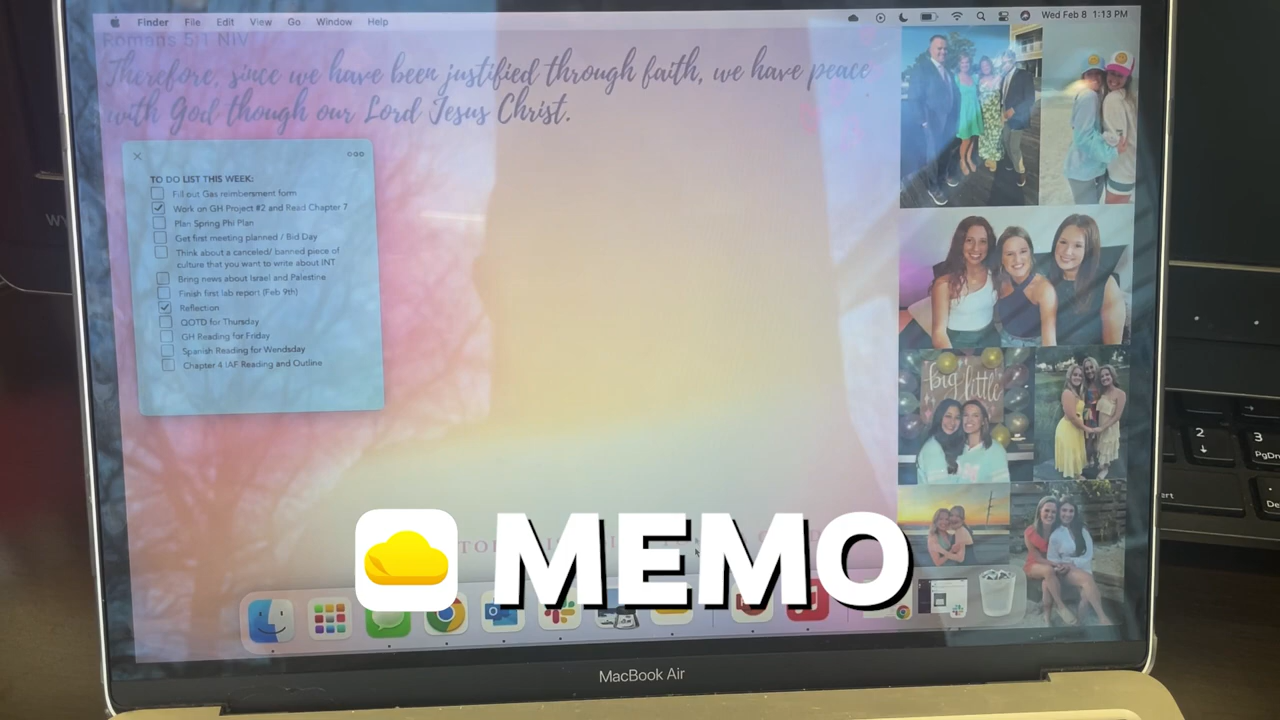 Finder File Edit View Go Window Help
Wed Feb 8 1:13 PM
Romans 5:1 NIV
Therefore, since we have been justified through faith, we have peace
with God though our Lord Jesus Christ.
TO DO LIST THIS WEEK:
Fill out Gas reimbersment form
Work on GH Project #2 and Read Chapter 7
Plan Spring Phi Plan
Get first meeting planned / Bid Day
Think about a canceled/ banned piece of
culture that you want to write about INT
Bring news about Israel and Palestine
Finish first lab report (Feb 9th)
Reflection
QOTD for Thursday
GH Reading for Friday
Spanish Reading for Wendsday
Chapter 4 IAF Reading and Outline
big little
MEMO
MacBook Air
2
3
PgDn